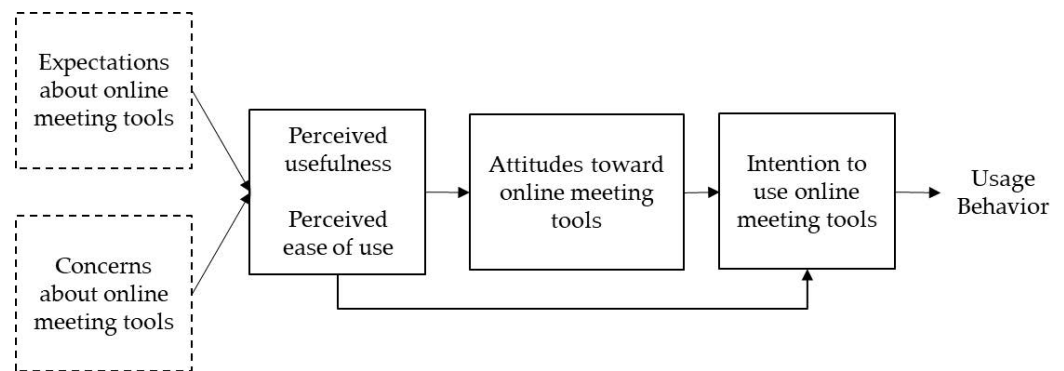 Expectations
about online
meeting tools
Concerns
about online
meeting tools
Perceived
usefulness
Perceived
ease of use
Attitudes toward
online meeting
tools
Intention to
use online
meeting tools
Usage
Behavior